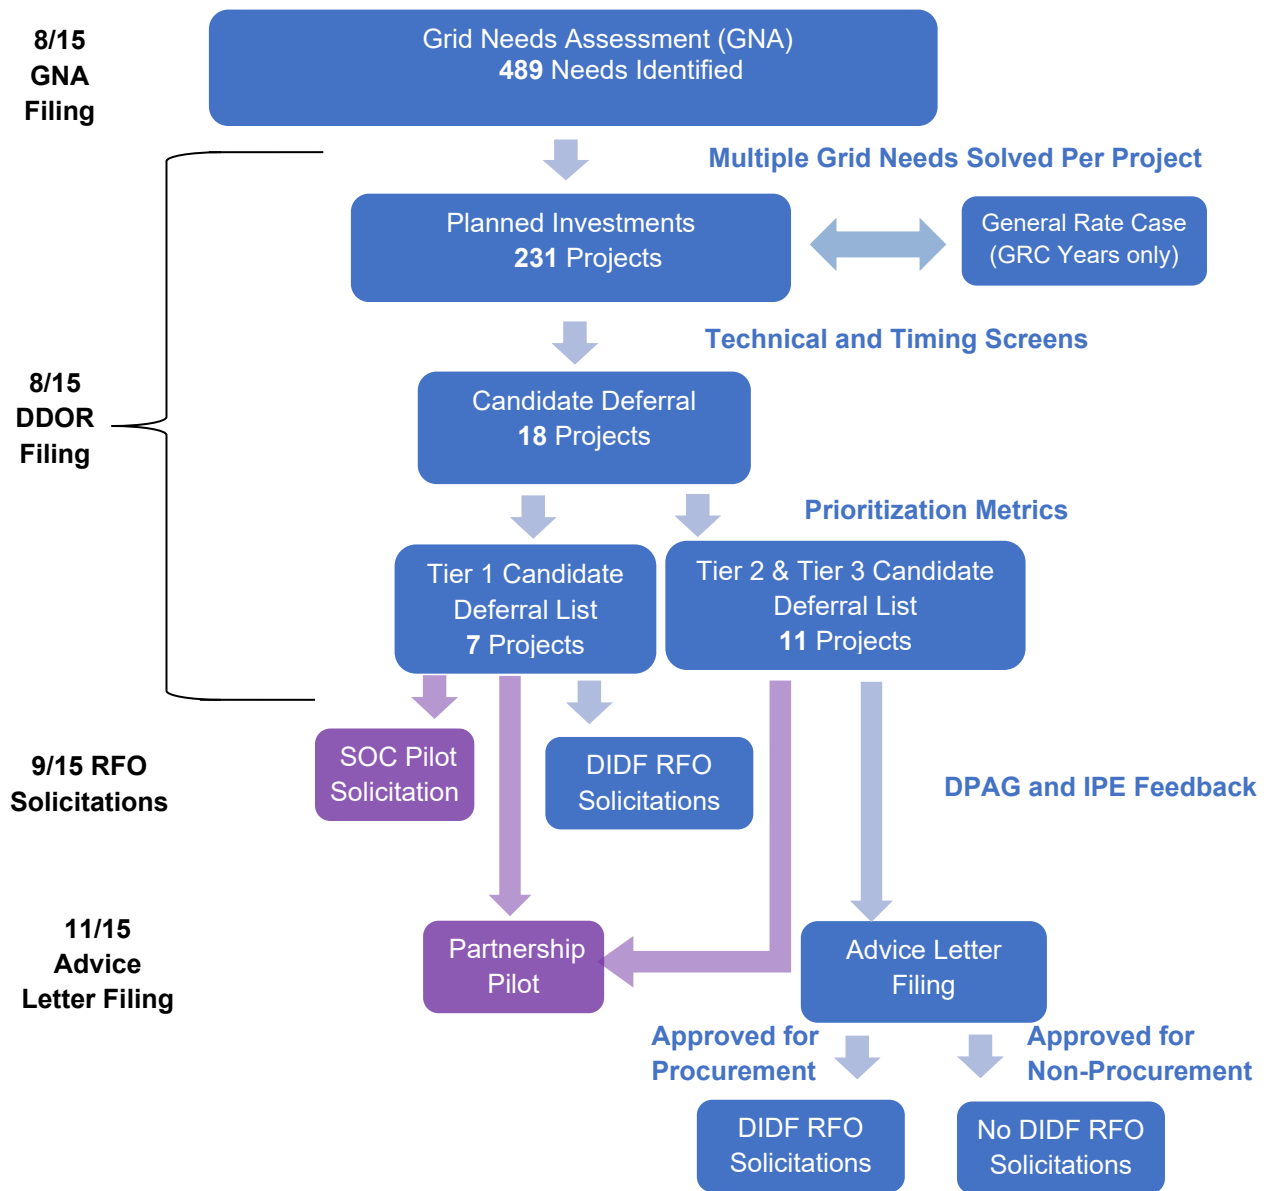 8/15
GNA
Filing
Grid Needs Assessment (GNA)
489 Needs Identified
Multiple Grid Needs Solved Per Project
Planned Investments
231 Projects
General Rate Case
(GRC Years only)
Technical and Timing Screens
8/15
DDOR
Filing
Candidate Deferral
18 Projects
Prioritization Metrics
Tier 1 Candidate
Deferral List
7 Projects
Tier 2 & Tier 3 Candidate
Deferral List
11 Projects
9/15 RFO
Solicitations
SOC Pilot
Solicitation
DIDF RFO
Solicitations
DPAG and IPE Feedback
11/15
Advice
Letter Filing
Partnership
Pilot
Advice Letter
Filing
Approved for
Procurement
Approved for
Non-Procurement
DIDF RFO
Solicitations
No DIDF RFO
Solicitations